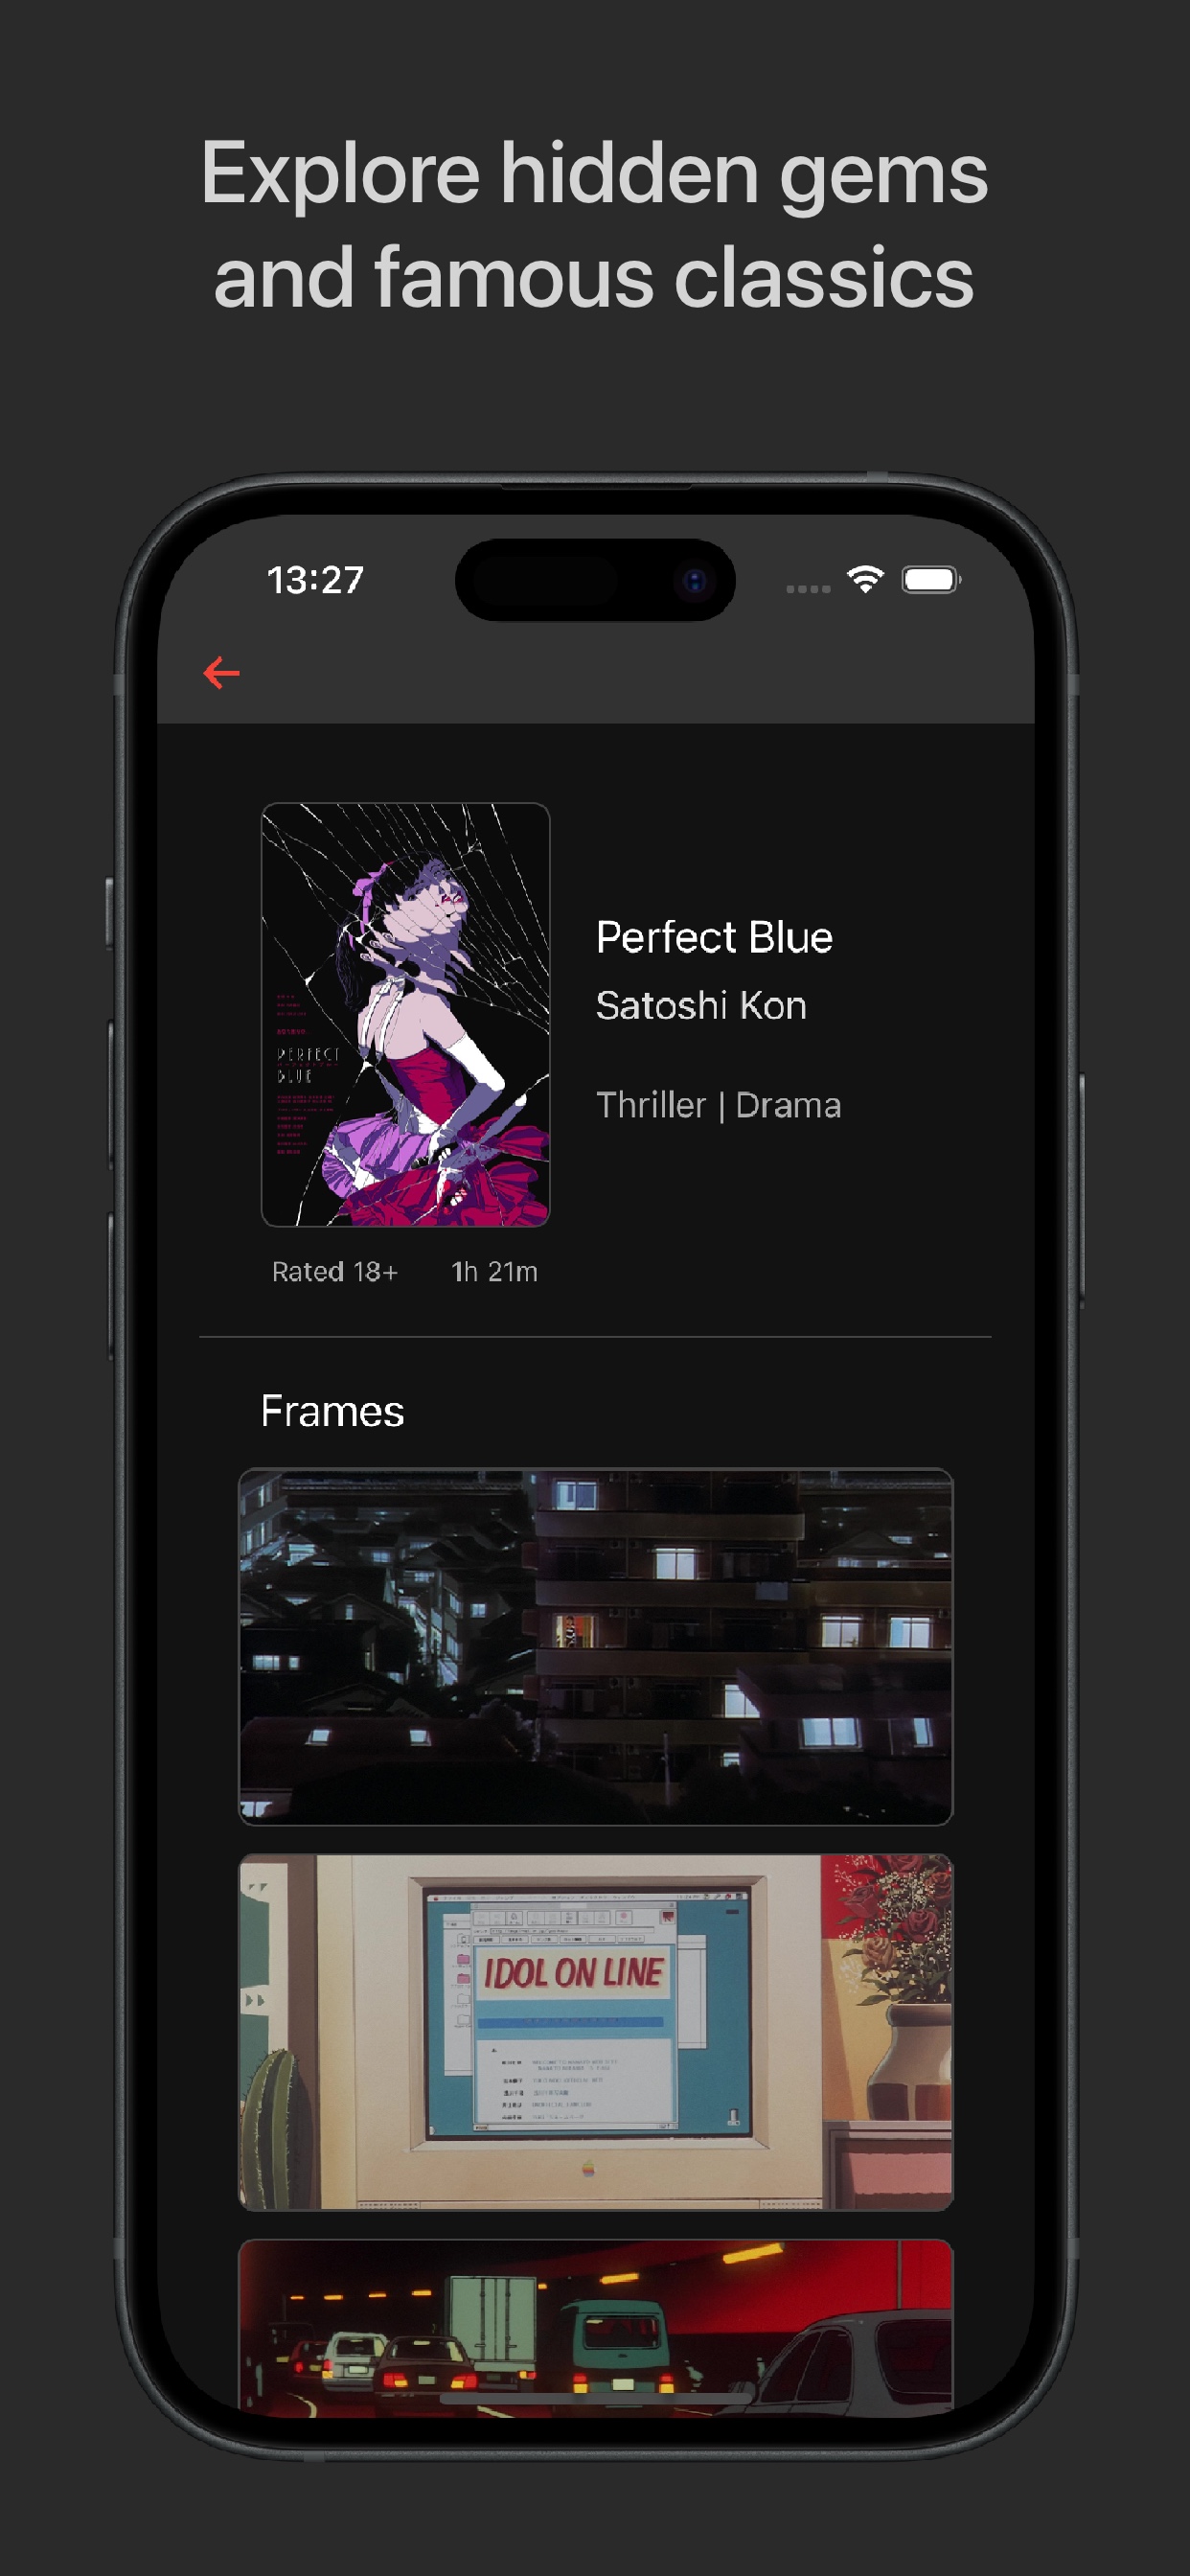 Explore hidden gems
and famous classics
13:27
Perfect Blue
Satoshi Kon
Thriller | Drama
PERFECT
BLUE
Rated 18+ 1h 21m
Frames
IDOL ON LINE